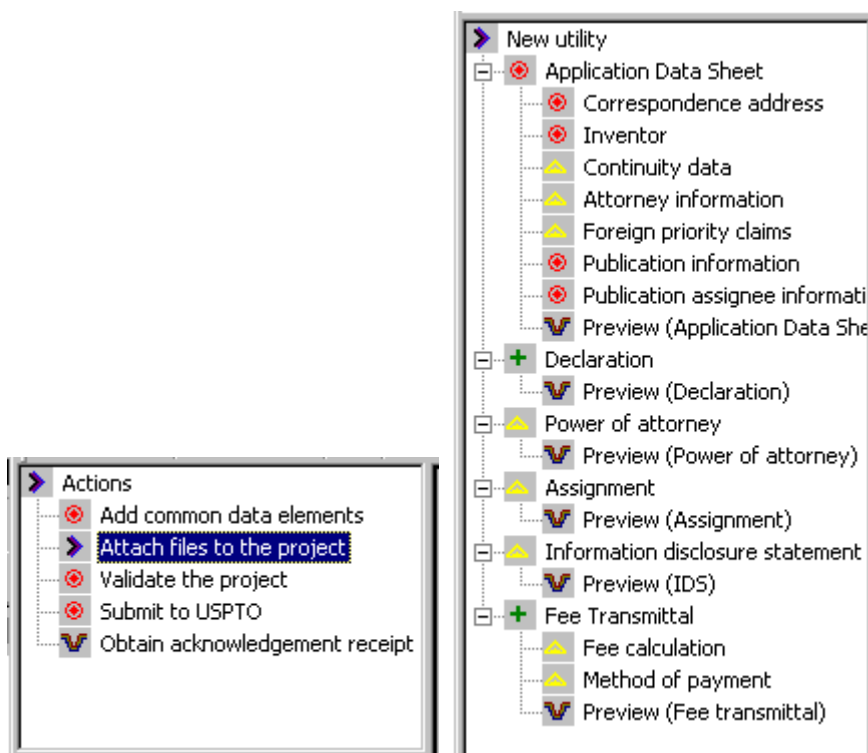 New utility
Application Data Sheet
Correspondence address
Inventor
Continuity data
Attorney information
Foreign priority claims
Publication information
Publication assignee informati
Preview (Application Data She
Declaration
Preview (Declaration)
Power of attorney
Preview (Power of attorney)
Assignment
Preview (Assignment)
Information disclosure statement
Preview (IDS)
Fee Transmittal
Fee calculation
Method of payment
Preview (Fee transmittal)
Actions
Add common data elements
Attach files to the project
Validate the project
Submit to USPTO
Obtain acknowledgement receipt